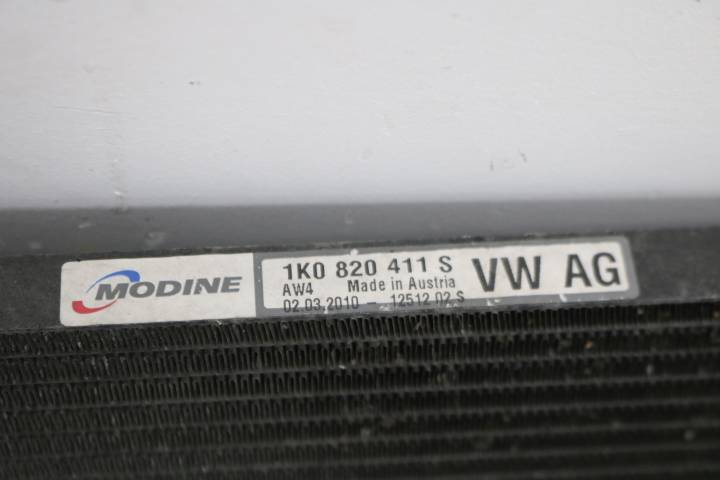 MODINE
1K0 820 411 S
AW4 Made in Austria
02.03.2010 - 12512 02 S
VW AG